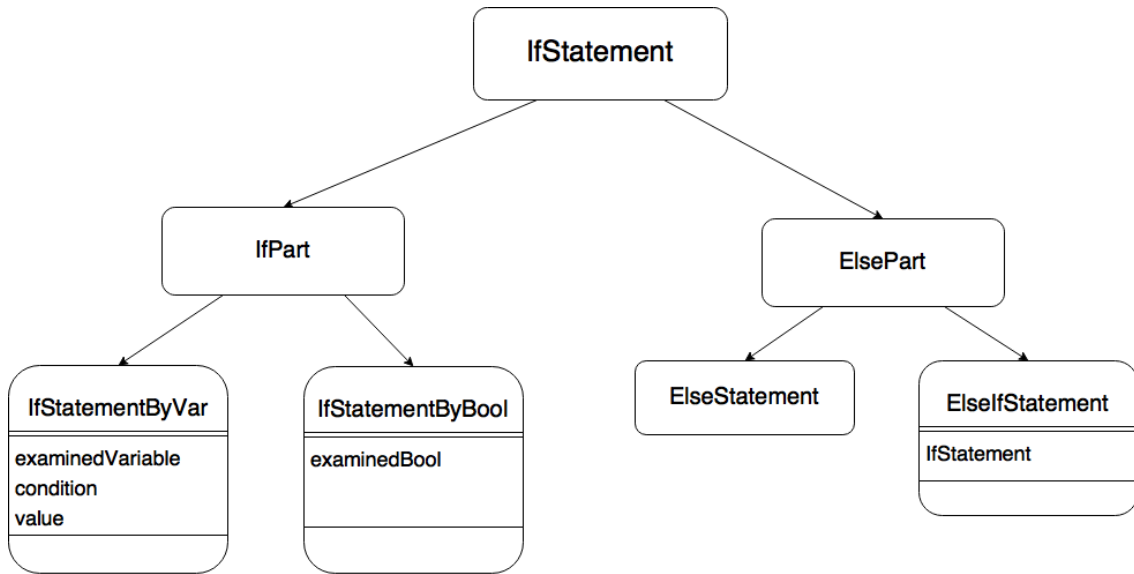 IfStatement
IfPart
ElsePart
IfStatementByVar
examinedVariable
condition
value
IfStatementByBool
examinedBool
ElseStatement
ElseIfStatement
IfStatement